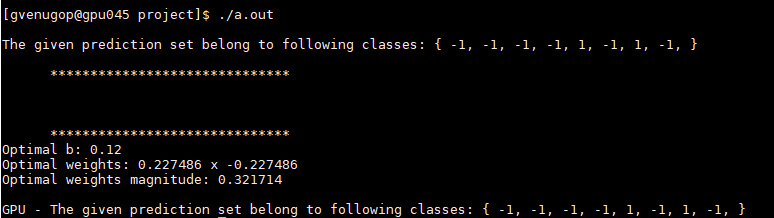 [gvenugop@gpu045 project]$ ./a.out
The given prediction set belong to following classes: { -1, -1, -1, -1, 1, -1, 1, -1, }
******************************
******************************
Optimal b: 0.12
Optimal weights: 0.227486 x -0.227486
Optimal weights magnitude: 0.321714
GPU - The given prediction set belong to following classes: { -1, -1, -1, -1, 1, -1, 1, -1, }